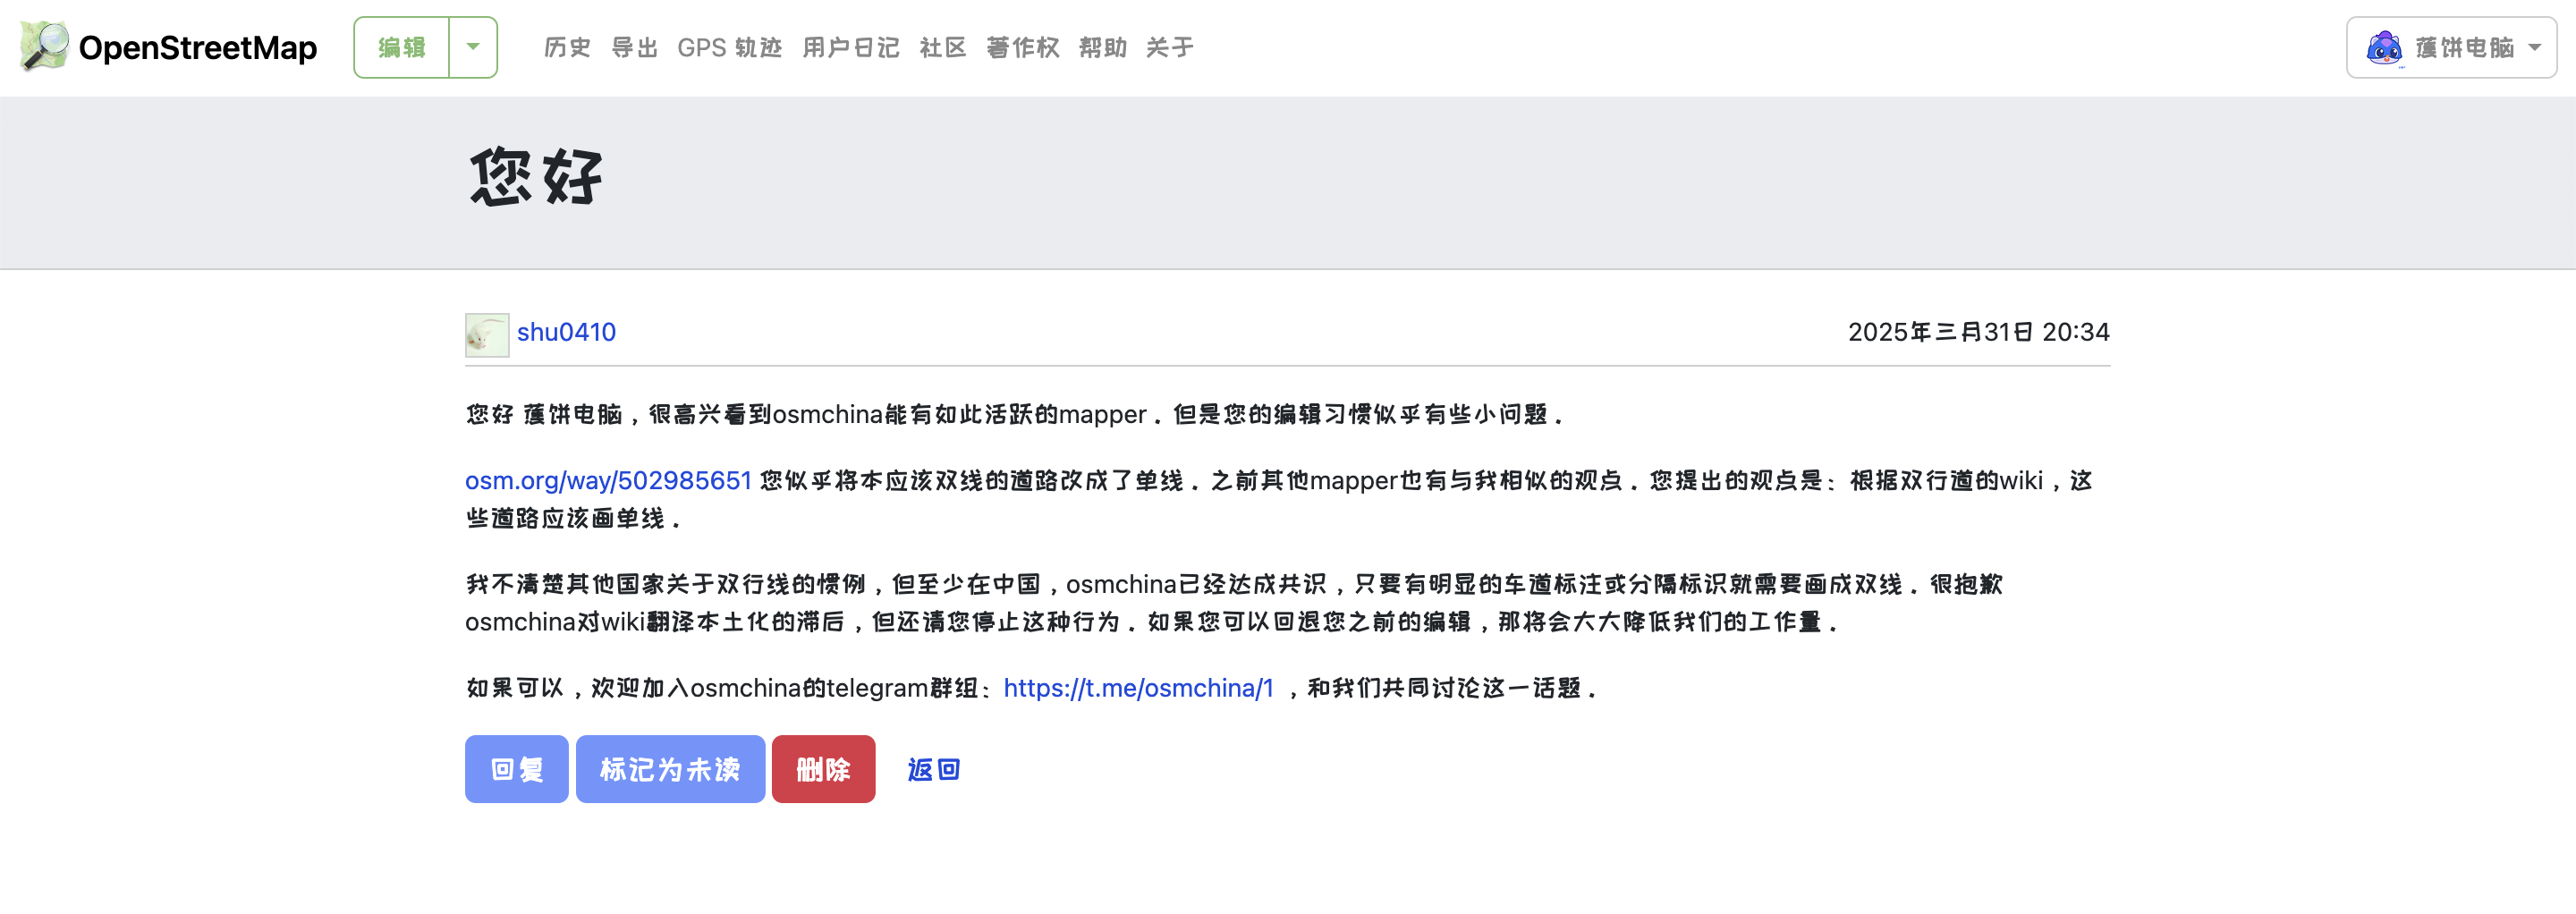 OpenStreetMap 编辑 历史 导出 GPS 轨迹 用户日记 社区 著作权 帮助 关于 莲饼电脑
您好
shu0410 2025年三月31日 20:34
您好 莲饼电脑，很高兴看到osmchina能有如此活跃的mapper．但是您的编辑习惯似乎有些小问题．
osm.org/way/502985651 您似乎将本应该双线的道路改成了单线．之前其他mapper也有与我相似的观点．您提出的观点是：根据双行道的wiki，这
些道路应该画单线．
我不清楚其他国家关于双行线的惯例，但至少在中国，osmchina已经达成共识，只要有明显的车道标注或分隔标识就需要画成双线．很抱歉
osmchina对wiki翻译本土化的滞后，但还请您停止这种行为．如果您可以回退您之前的编辑，那将会大大降低我们的工作量．
如果可以，欢迎加入osmchina的telegram群组：https://t.me/osmchina/1 ，和我们共同讨论这一话题．
回复 标记为未读 删除 返回